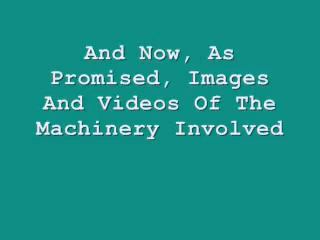 And Now, As
Promised, Images
And Videos Of The
Machinery Involved